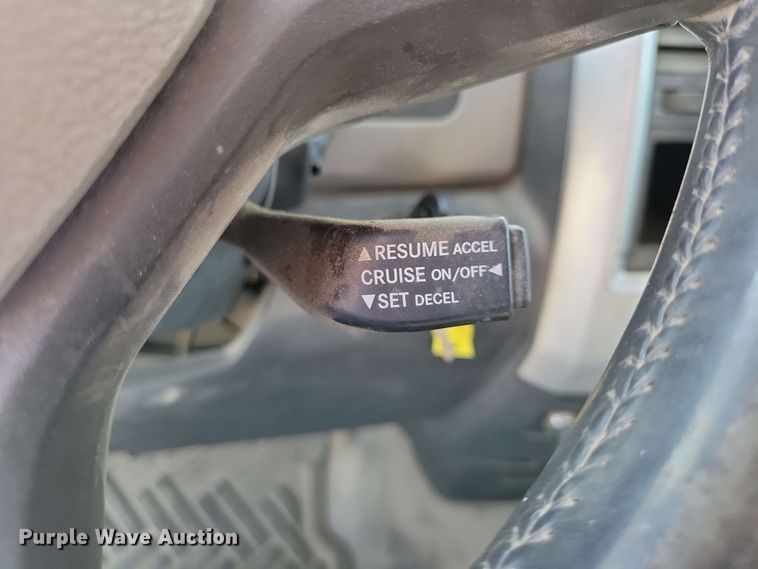 ▲RESUME ACCEL
CRUISE ON/OFF◀
▼SET DECEL
Purple Wave Auction